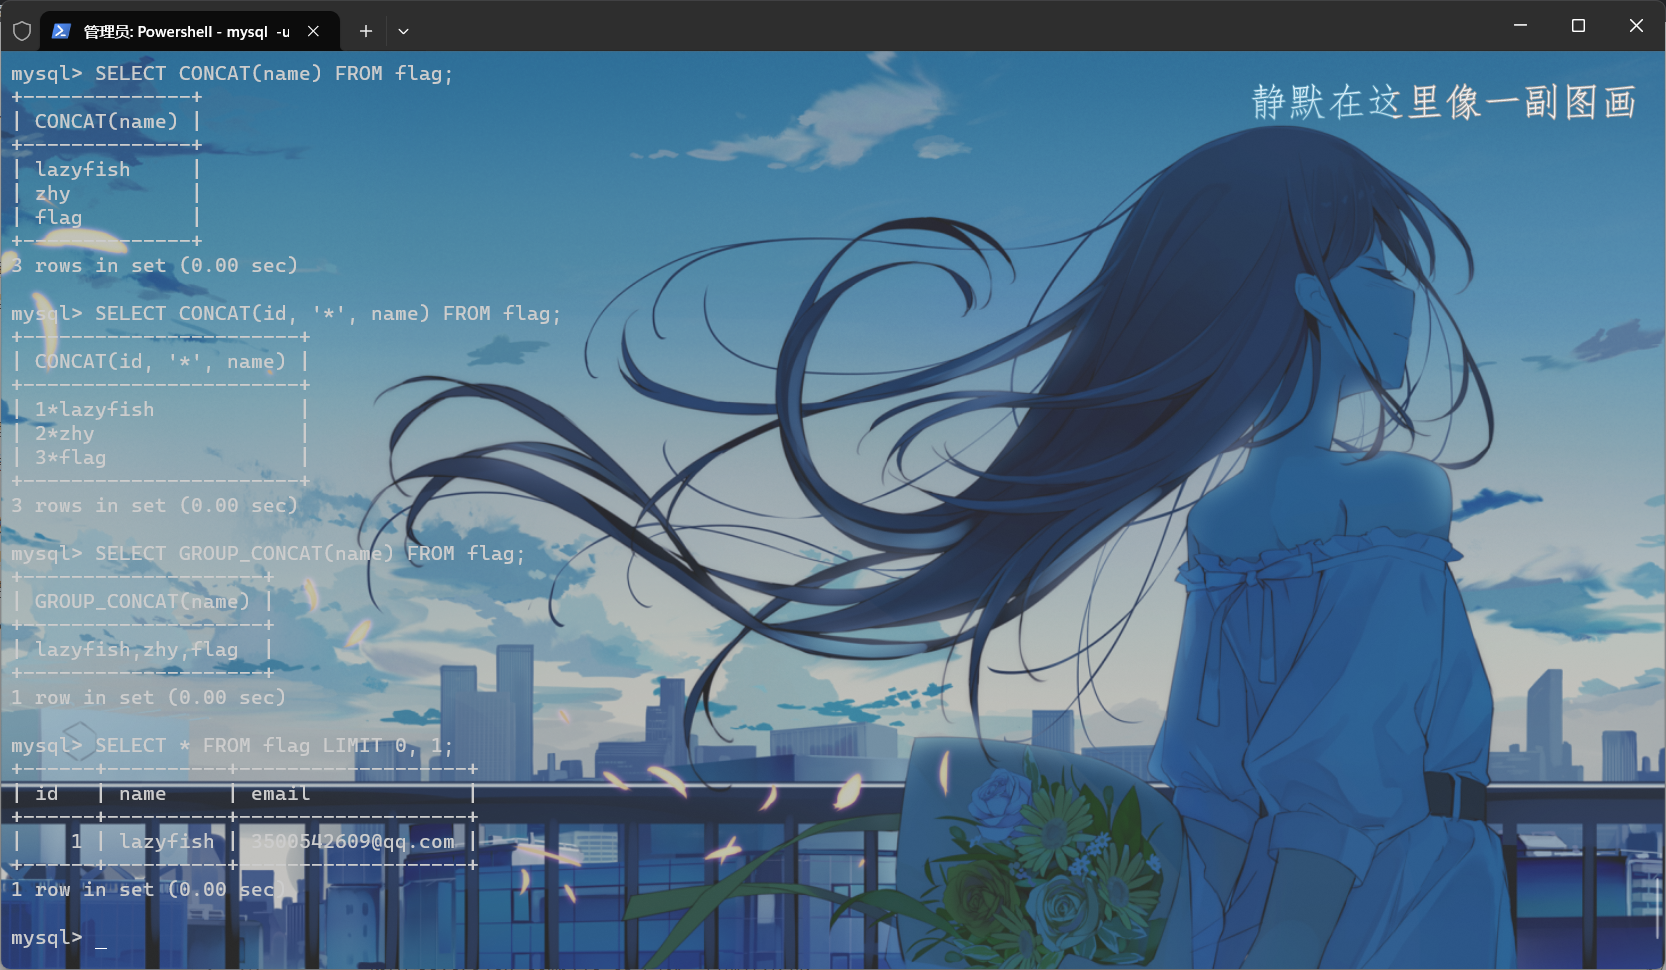 管理员: Powershell - mysql  -u
静默在这里像一副图画
mysql> SELECT CONCAT(name) FROM flag;
+--------------+
| CONCAT(name) |
+--------------+
| lazyfish     |
| zhy          |
| flag         |
+--------------+
3 rows in set (0.00 sec)
mysql> SELECT CONCAT(id, '*', name) FROM flag;
+-----------------------+
| CONCAT(id, '*', name) |
+-----------------------+
| 1*lazyfish            |
| 2*zhy                 |
| 3*flag                |
+-----------------------+
3 rows in set (0.00 sec)
mysql> SELECT GROUP_CONCAT(name) FROM flag;
+--------------------+
| GROUP_CONCAT(name) |
+--------------------+
| lazyfish,zhy,flag  |
+--------------------+
1 row in set (0.00 sec)
mysql> SELECT * FROM flag LIMIT 0, 1;
+------+----------+-------------------+
| id   | name     | email             |
+------+----------+-------------------+
|    1 | lazyfish | 3500542609@qq.com |
+------+----------+-------------------+
1 row in set (0.00 sec)
mysql> _